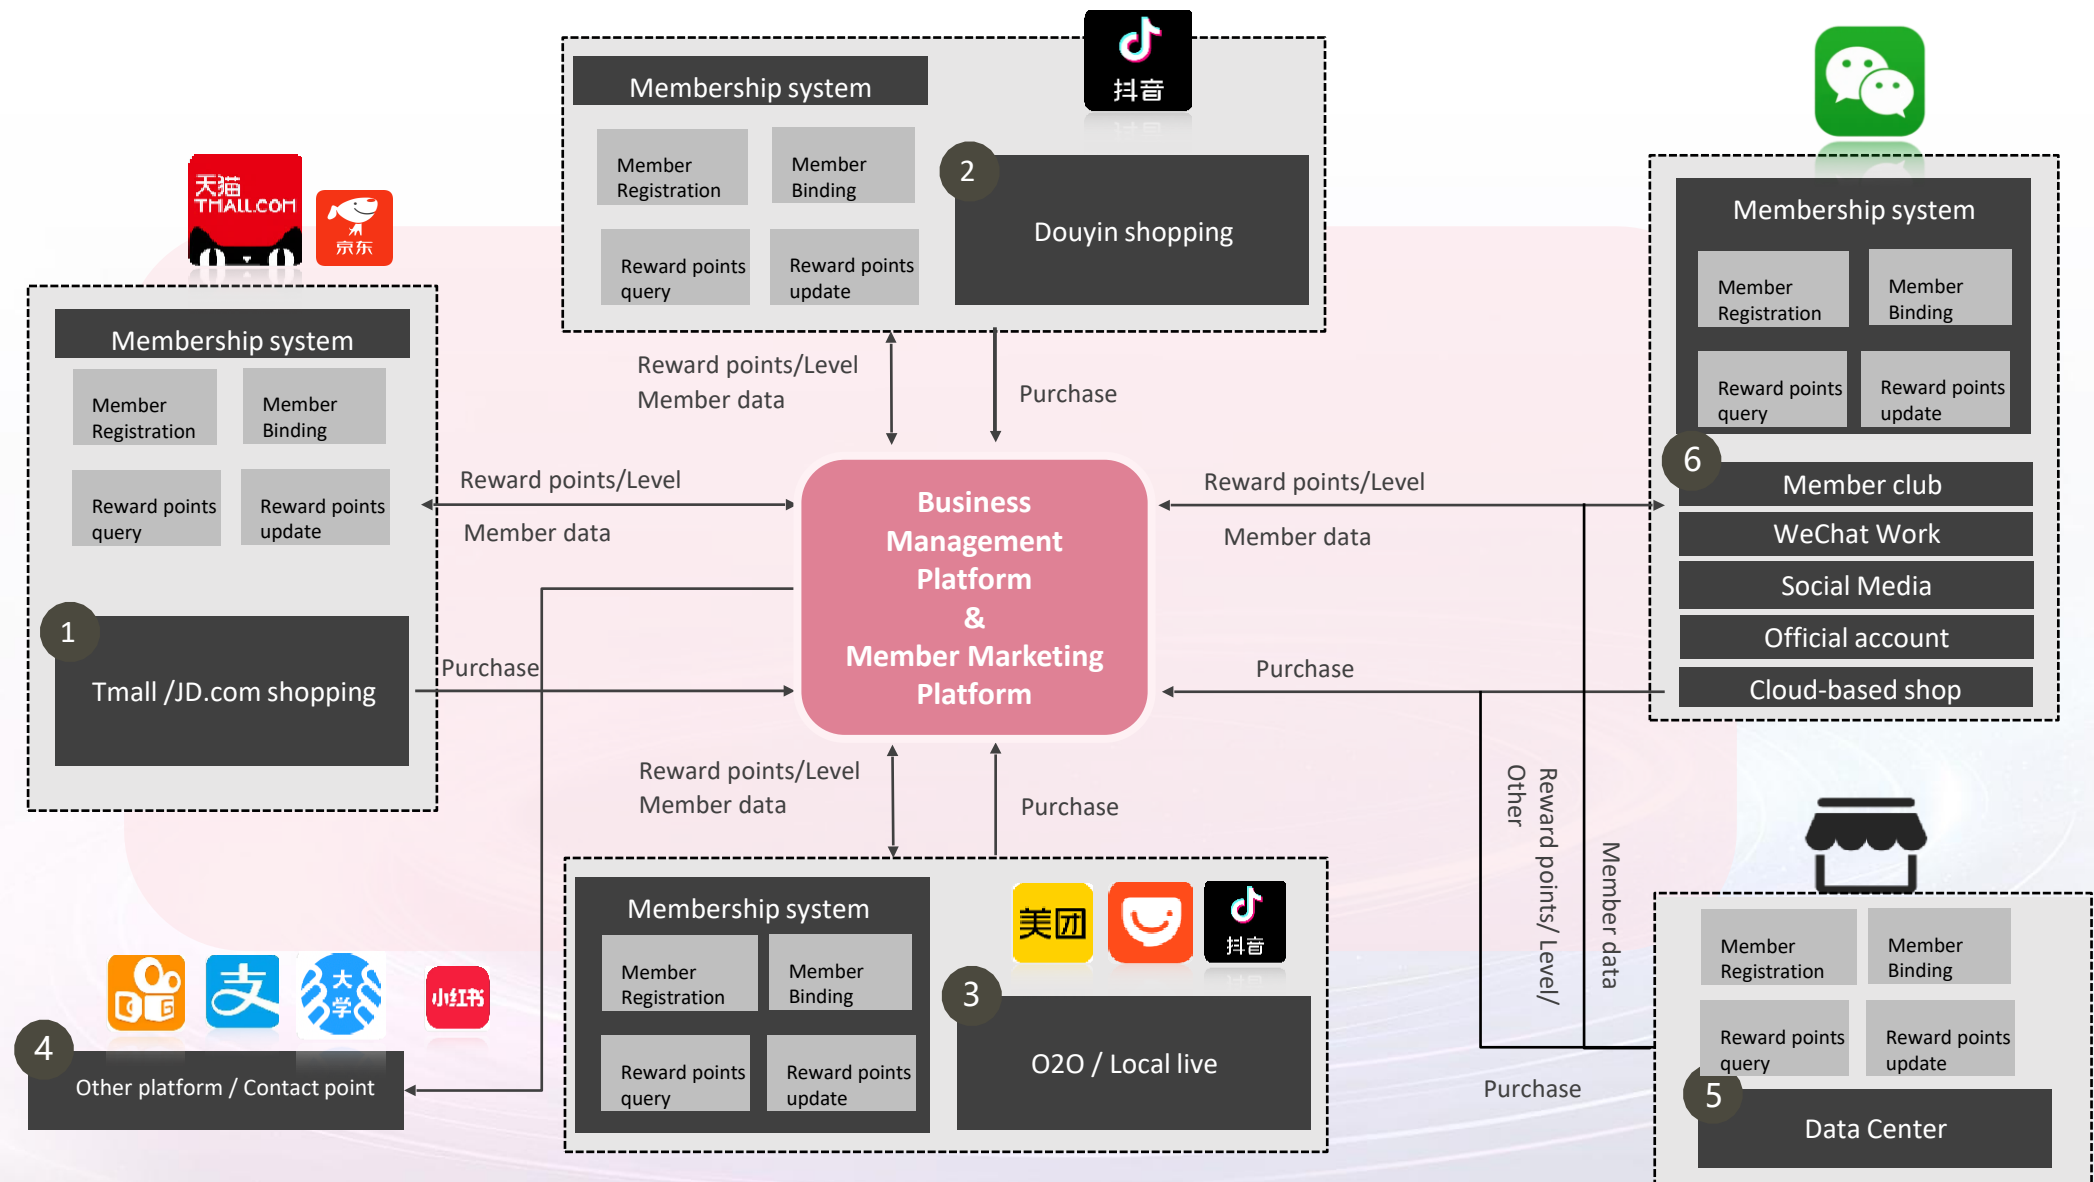 抖音
Membership system
Member
Registration
Member
Binding
2
Reward points
query
Reward points
update
Douyin shopping
天猫
TMALL.COM
京东
Membership system
Member
Registration
Member
Binding
Reward points
query
Reward points
update
1
Tmall /JD.com shopping
Reward points/Level
Member data
Purchase
Reward points/Level
Member data
Purchase
Business
Management
Platform
&
Member Marketing
Platform
Reward points/Level
Member data
Purchase
Membership system
Member
Registration
Member
Binding
Reward points
query
Reward points
update
6
Member club
WeChat Work
Social Media
Official account
Cloud-based shop
Reward points/Level
Member data
Purchase
Membership system
美团
抖音
Member
Registration
Member
Binding
Reward points
query
Reward points
update
3
O2O / Local live
支
大
学
小红书
4
Other platform / Contact point
Reward points/ Level/
Other
Member data
Purchase
Member
Registration
Member
Binding
Reward points
query
Reward points
update
5
Data Center